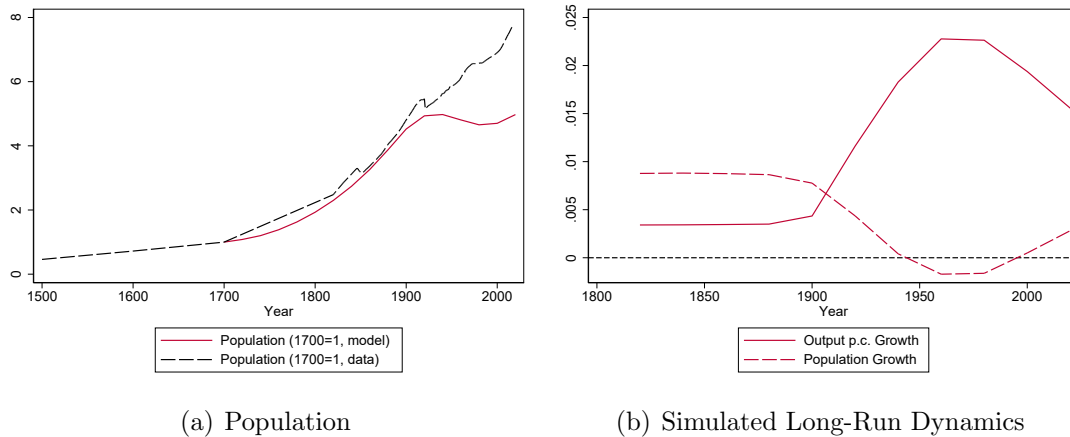 8
6
4
2
0
1500 1600 1700 1800 1900 2000
Year
Population (1700=1, model)
Population (1700=1, data)
(a) Population
.025
.02
.015
.01
.005
0
1800 1850 1900 1950 2000
Year
Output p.c. Growth
Population Growth
(b) Simulated Long-Run Dynamics